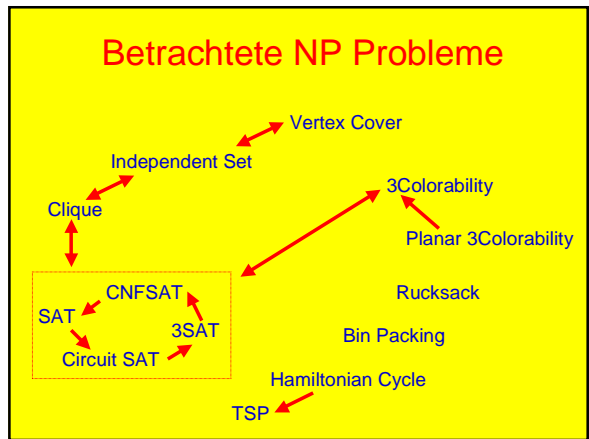 Betrachtete NP Probleme
Vertex Cover
Independent Set
3Colorability
Clique
Planar 3Colorability
CNFSAT
Rucksack
SAT
3SAT
Bin Packing
Circuit SAT
Hamiltonian Cycle
TSP